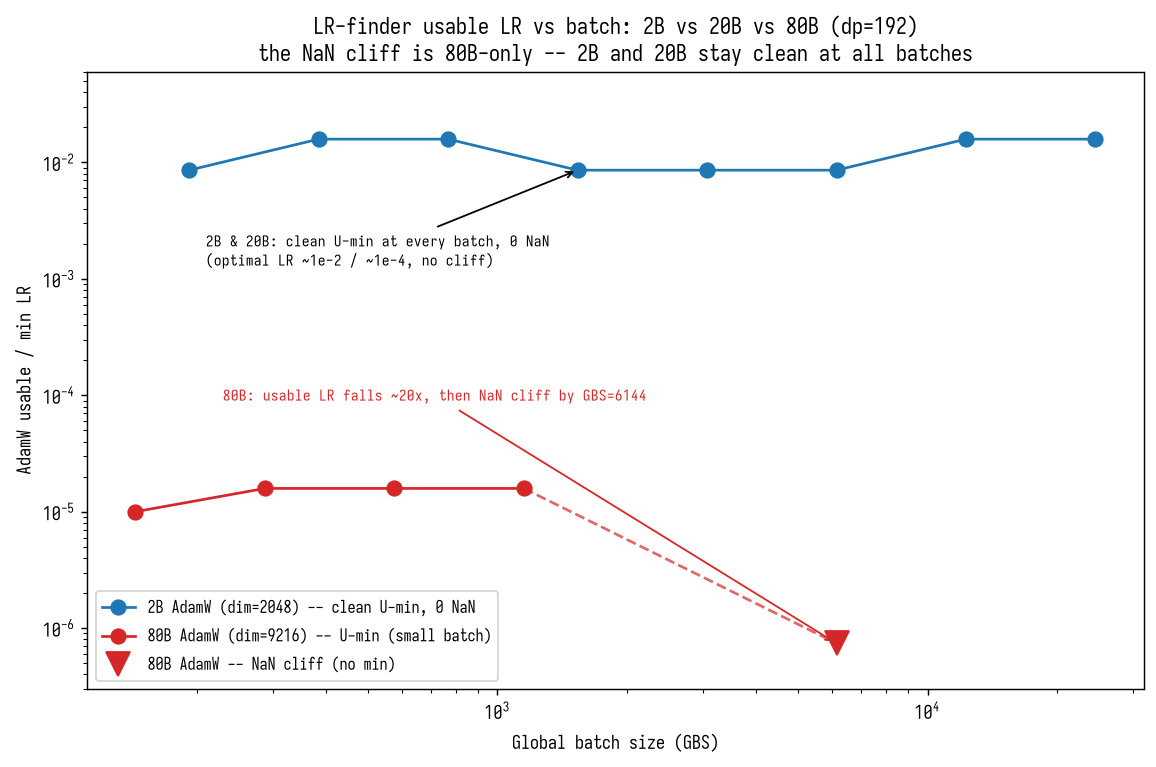 LR-finder usable LR vs batch: 2B vs 20B vs 80B (dp=192)
the NaN cliff is 80B-only -- 2B and 20B stay clean at all batches
AdamW usable / min LR
10^-2
10^-3
10^-4
10^-5
10^-6
2B & 20B: clean U-min at every batch, 0 NaN
(optimal LR ~1e-2 / ~1e-4, no cliff)
80B: usable LR falls ~20x, then NaN cliff by GBS=6144
2B AdamW (dim=2048) -- clean U-min, 0 NaN
80B AdamW (dim=9216) -- U-min (small batch)
80B AdamW -- NaN cliff (no min)
10^3
10^4
Global batch size (GBS)